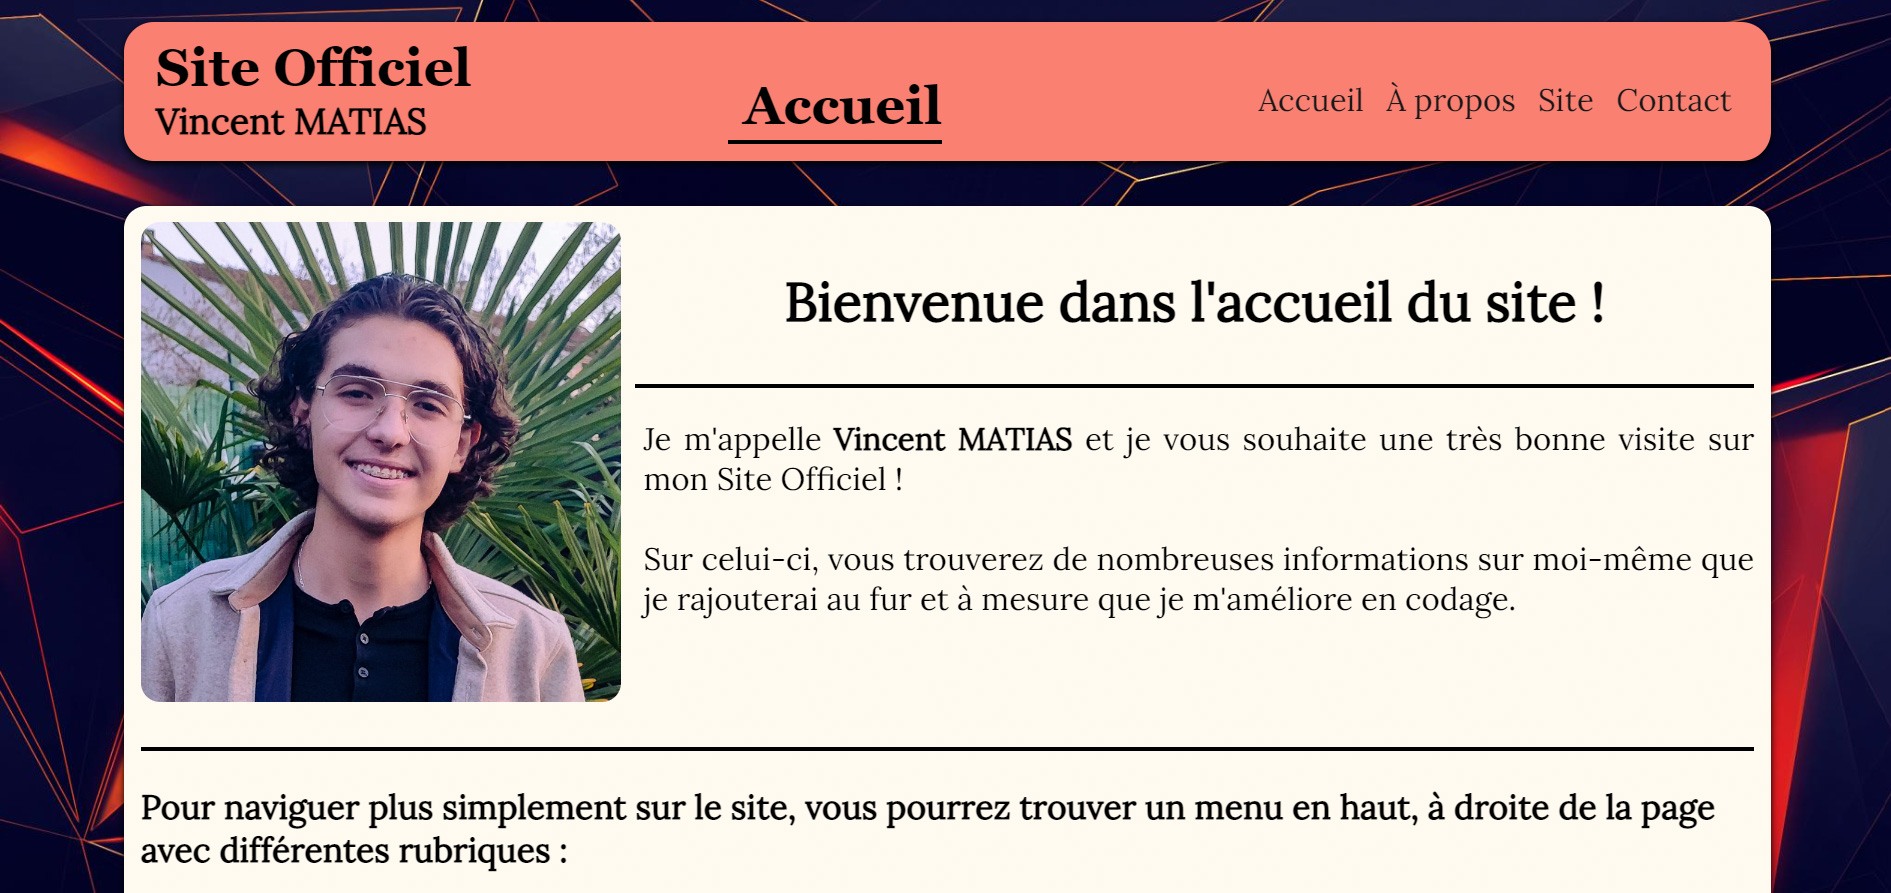 Site Officiel
Vincent MATIAS
Accueil
Accueil À propos Site Contact
Bienvenue dans l'accueil du site !
Je m'appelle Vincent MATIAS et je vous souhaite une très bonne visite sur
mon Site Officiel !
Sur celui-ci, vous trouverez de nombreuses informations sur moi-même que
je rajouterai au fur et à mesure que je m'améliore en codage.
Pour naviguer plus simplement sur le site, vous pourrez trouver un menu en haut, à droite de la page
avec différentes rubriques :